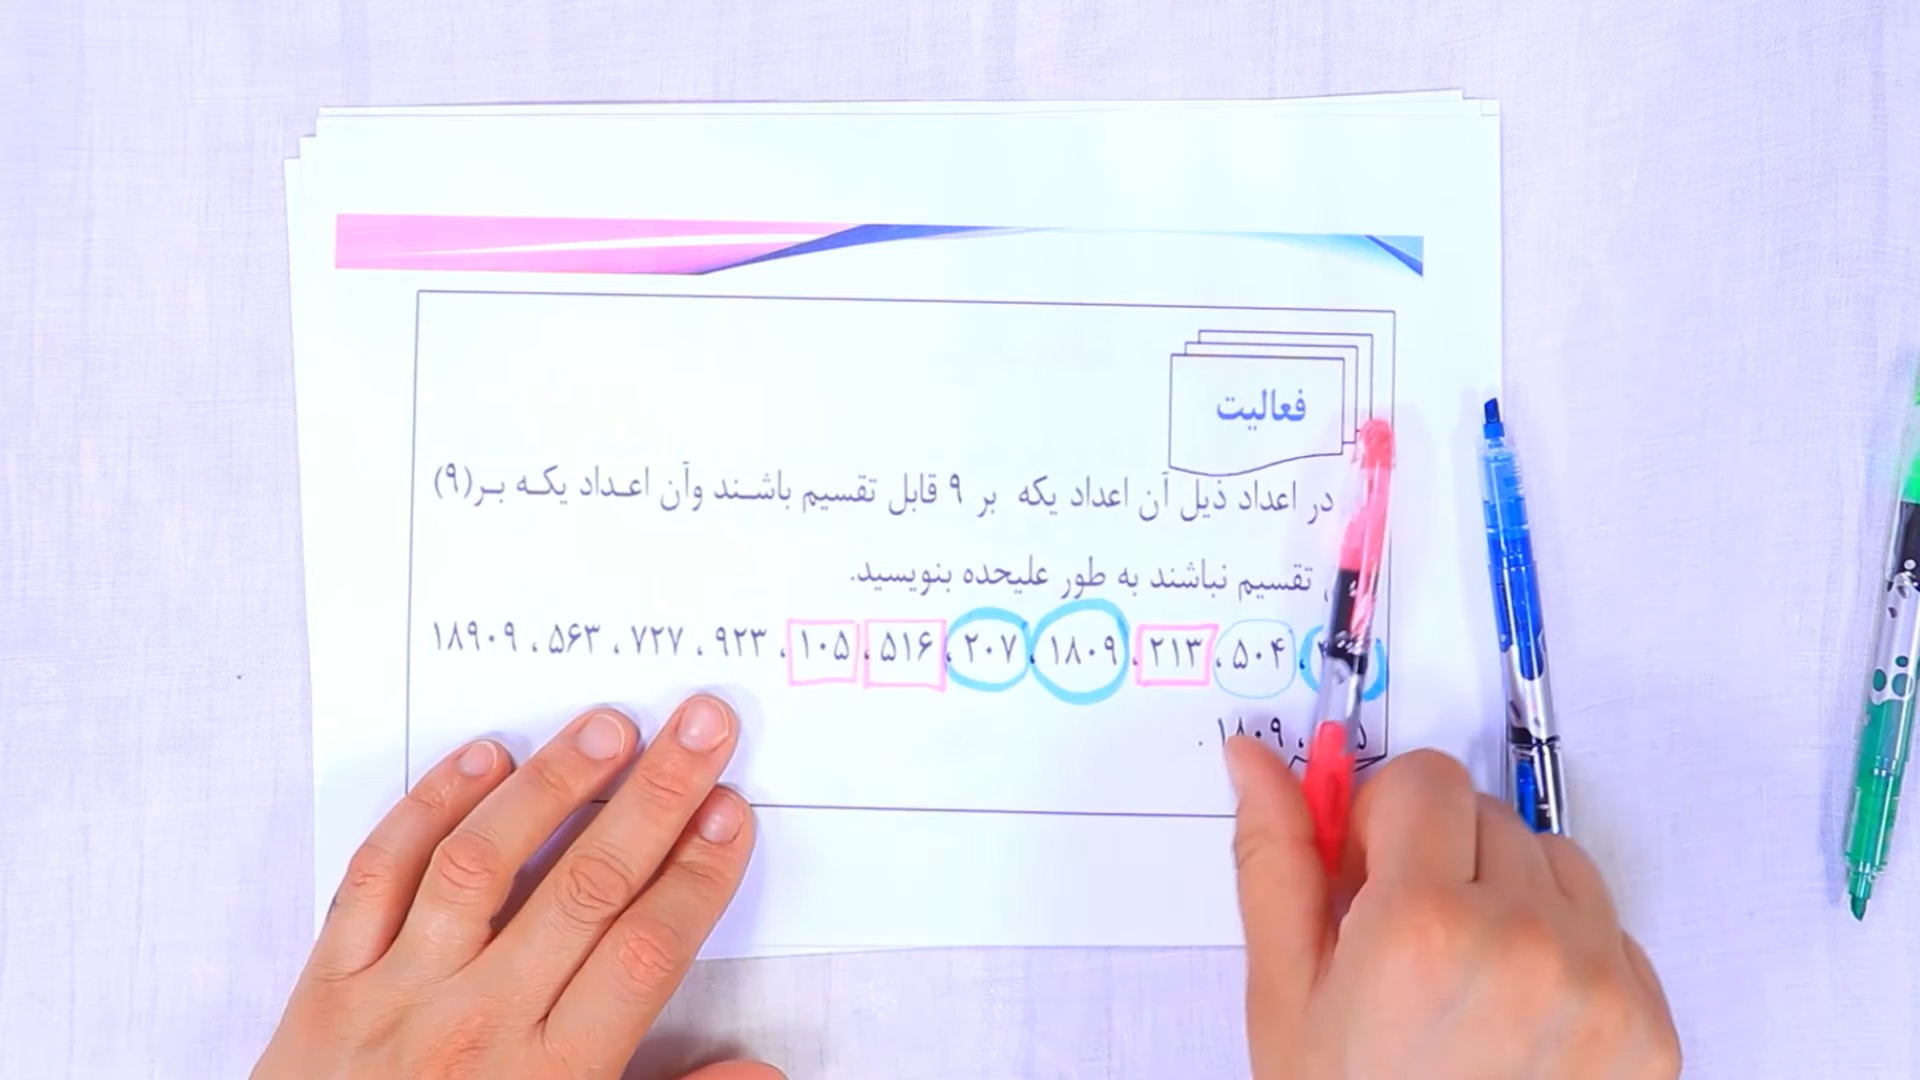 فعالیت
در اعداد ذیل آن اعداد یکه بر ۹ قابل تقسیم باشند وآن اعداد یکه بر(۹)
تقسیم نباشند به طور علیحده بنویسید.
، ۵۰۴ ، ۲۱۳ ، ۱۸۰۹ ، ۲۰۷ ، ۵۱۶ ، ۱۰۵ ، ۹۲۳ ، ۷۲۷ ، ۵۶۳ ، ۱۸۹۰۹
، ۱۸۰۹ .